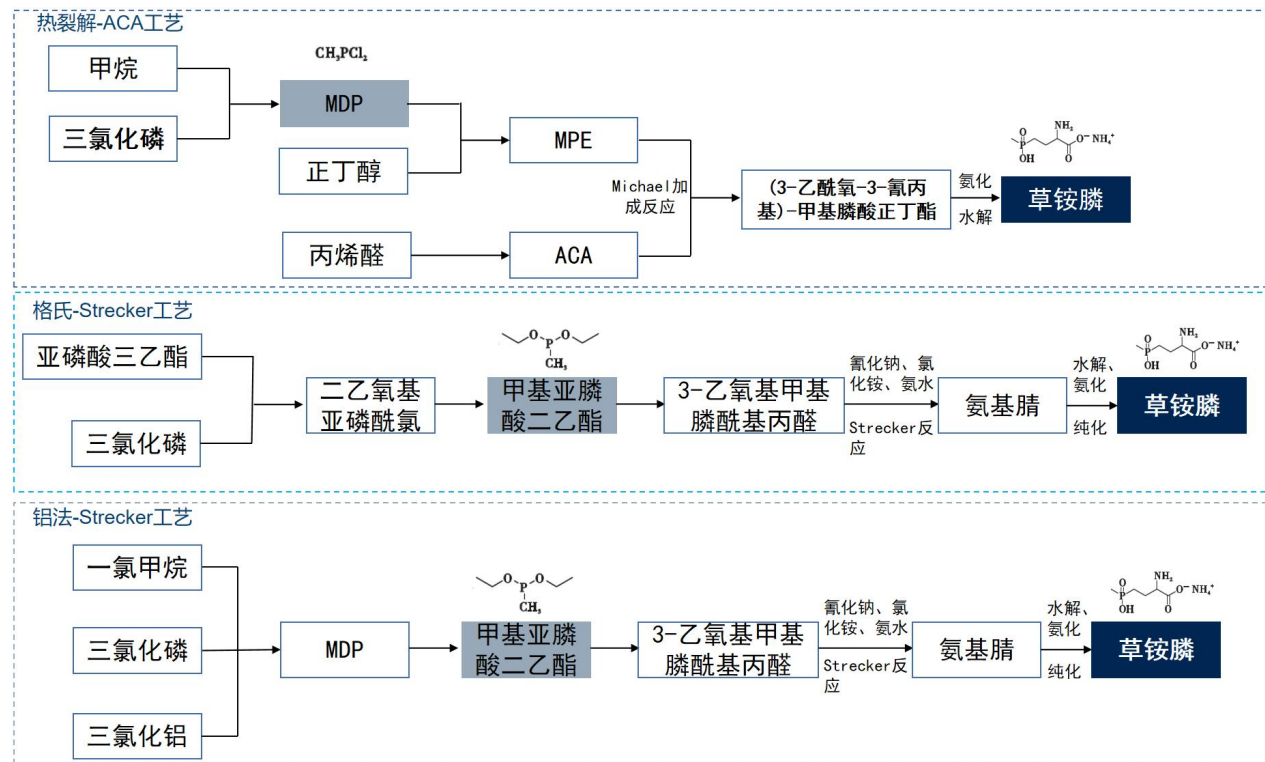 热裂解-ACA工艺
甲烷
三氯化磷
CH₃PCl₂
MDP
正丁醇
丙烯醛
MPE
ACA
Michael加
成反应
(3-乙酰氧-3-氰丙
基)-甲基膦酸正丁酯
氨化
水解
O
P
OH
NH₂
O
O⁻ NH₄⁺
草铵膦
格氏-Strecker工艺
亚磷酸三乙酯
三氯化磷
二乙氧基
亚磷酰氯
O P O
CH₃
甲基亚膦
酸二乙酯
3-乙氧基甲基
膦酰基丙醛
氰化钠、氯
化铵、氨水
Strecker反
应
氨基腈
水解、
氨化
纯化
O
P
OH
NH₂
O
O⁻ NH₄⁺
草铵膦
铝法-Strecker工艺
一氯甲烷
三氯化磷
三氯化铝
MDP
O P O
CH₃
甲基亚膦
酸二乙酯
3-乙氧基甲基
膦酰基丙醛
氰化钠、氯
化铵、氨水
Strecker反
应
氨基腈
水解、
氨化
纯化
O
P
OH
NH₂
O
O⁻ NH₄⁺
草铵膦